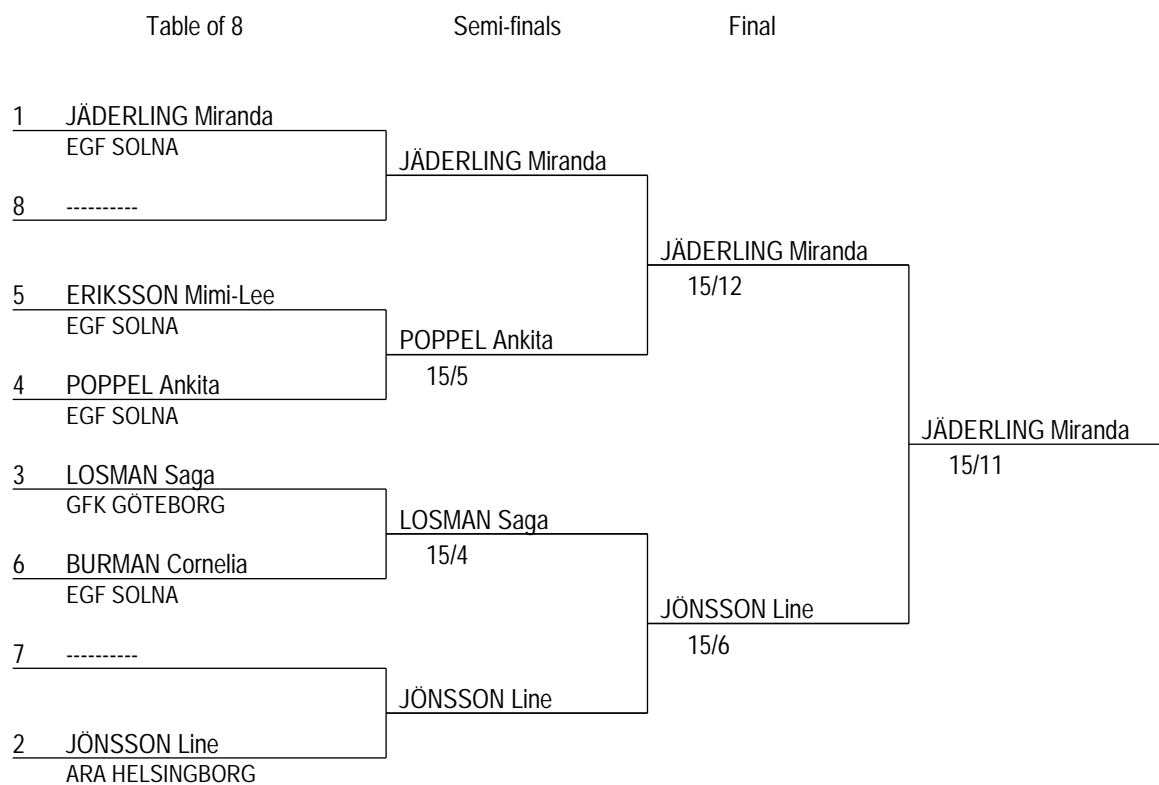 Table of 8 Semi-finals Final
1 JÄDERLING Miranda
EGF SOLNA
JÄDERLING Miranda
8 ----------
JÄDERLING Miranda
15/12
5 ERIKSSON Mimi-Lee
EGF SOLNA
POPPEL Ankita
15/5
4 POPPEL Ankita
EGF SOLNA
JÄDERLING Miranda
15/11
3 LOSMAN Saga
GFK GÖTEBORG
LOSMAN Saga
15/4
6 BURMAN Cornelia
EGF SOLNA
JÖNSSON Line
15/6
7 ----------
JÖNSSON Line
2 JÖNSSON Line
ARA HELSINGBORG